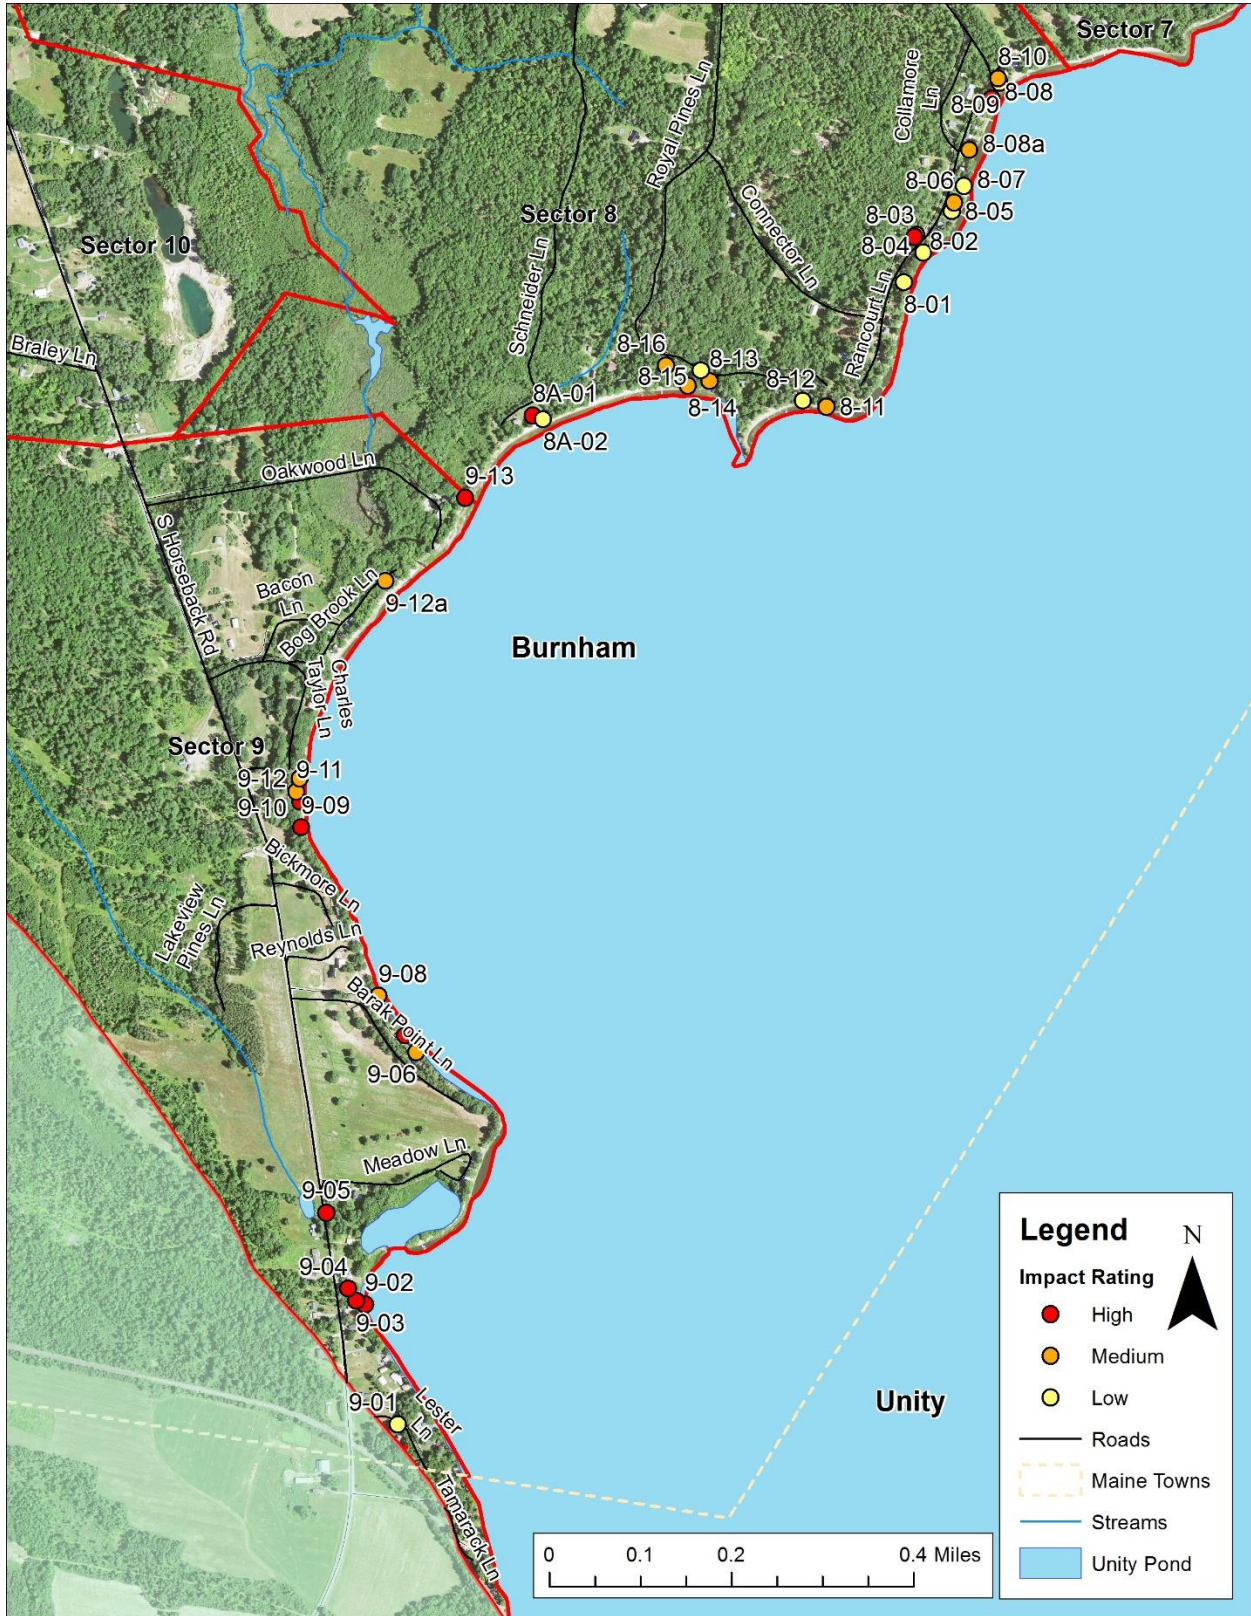 Sector 7
8-10
8-08
8-09
Collamore
Ln
8-08a
Royal Pines Ln
8-06
8-07
8-05
Sector 8
8-03
8-02
8-04
Sector 10
Connector Ln
8-01
Schneider Ln
Rancourt Ln
Braley Ln
8-16
8-13
8-15
8-12
8-14
8-11
8A-01
8A-02
Oakwood Ln
9-13
S Horseback Rd
Bacon
Ln
Bog Brook Ln
9-12a
Burnham
Charles
Taylor Ln
Sector 9
9-11
9-12
9-10
9-09
Bickmore Ln
Lakeview
Pines Ln
Reynolds Ln
9-08
Barak Point Ln
9-06
Meadow Ln
9-05
9-04
9-02
9-03
9-01
Lester
Ln
Unity
Tamarack Ln
Legend
N
Impact Rating
High
Medium
Low
Roads
Maine Towns
Streams
Unity Pond
0 0.1 0.2 0.4 Miles